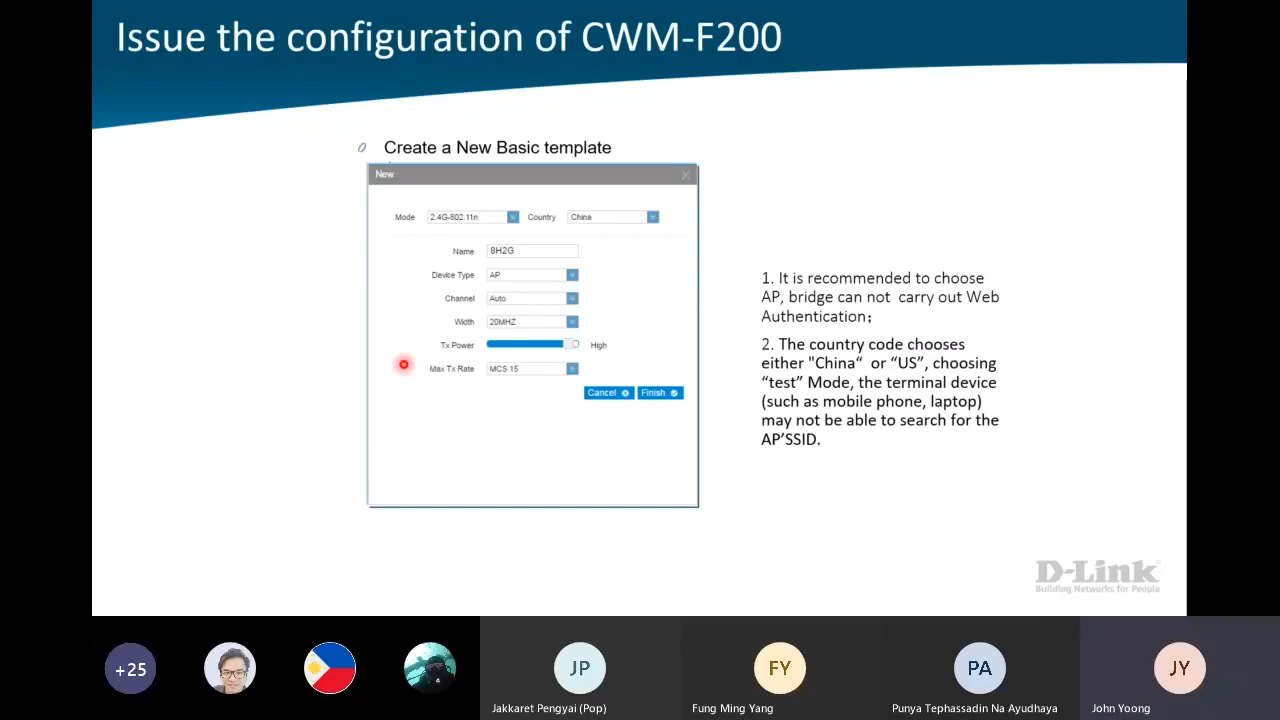 Issue the configuration of CWM-F200
Create a New Basic template
New
Mode 2.4G-802.11n Country China
Name 8H2G
Device Type AP
Channel Auto
Width 20MHZ
Tx Power High
Max Tx Rate MCS 15
Cancel Finish
1. It is recommended to choose
AP, bridge can not carry out Web
Authentication；
2. The country code chooses
either "China“ or “US”, choosing
“test” Mode, the terminal device
(such as mobile phone, laptop)
may not be able to search for the
AP’SSID.
D-Link
Building Networks for People
+25
JP
FY
PA
JY
Jakkaret Pengyai (Pop)
Fung Ming Yang
Punya Tephassadin Na Ayudhaya
John Yoong